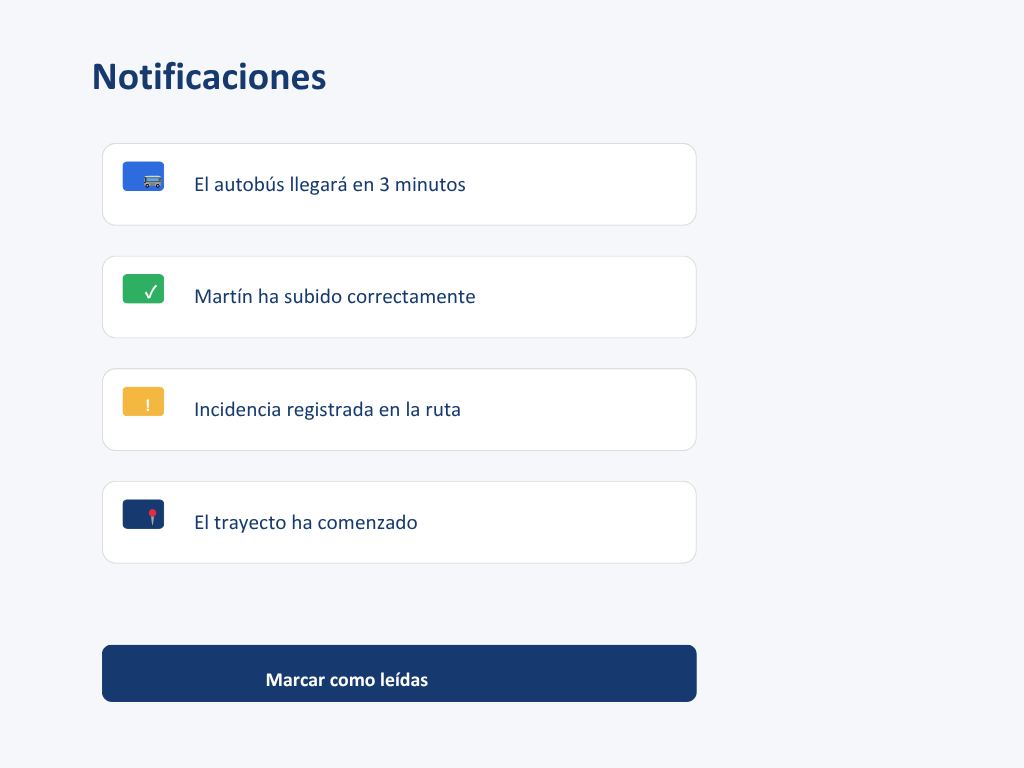 Notificaciones
El autobús llegará en 3 minutos
✓
Martín ha subido correctamente
!
Incidencia registrada en la ruta
El trayecto ha comenzado
Marcar como leídas